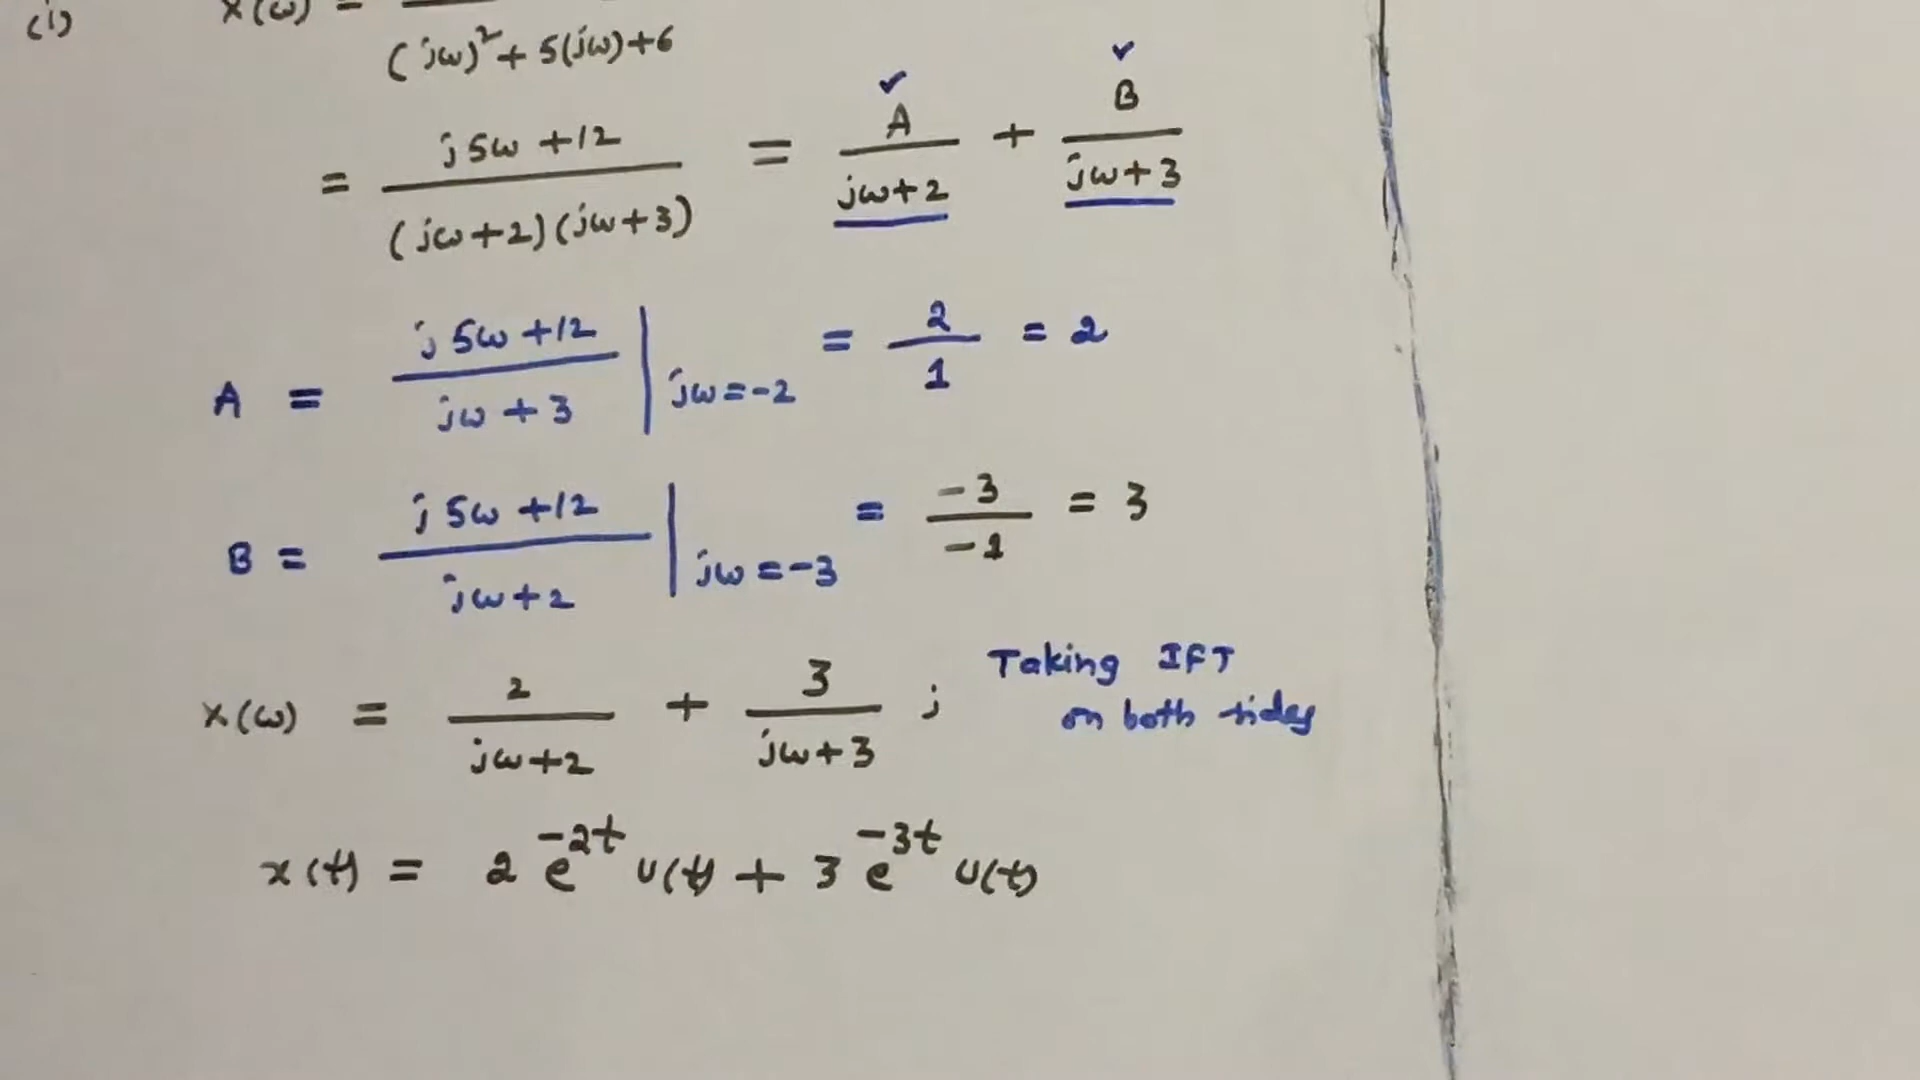 (i) X(ω) =
(jω)² + 5(jω) + 6
= j5ω + 12 / (jω + 2)(jω + 3) = A / jω + 2 + B / jω + 3
A = j5ω + 12 / jω + 3 | jω = -2 = 2 / 1 = 2
B = j5ω + 12 / jω + 2 | jω = -3 = -3 / -1 = 3
X(ω) = 2 / jω + 2 + 3 / jω + 3 ; Taking IFT
on both sides
x(t) = 2 e^-2t u(t) + 3 e^-3t u(t)